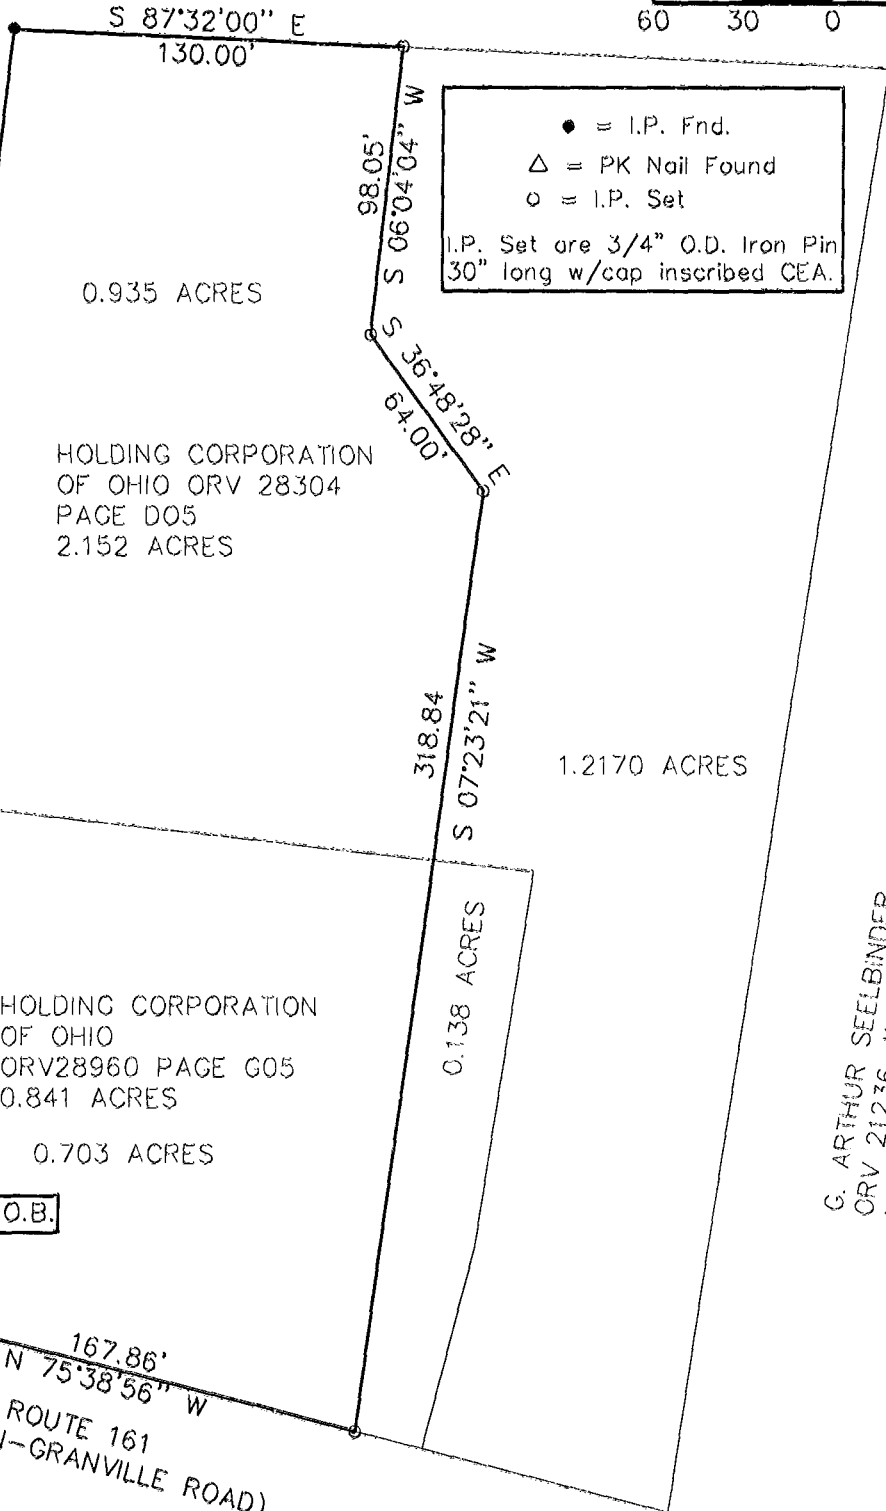 60 30 0
S 87°32'00" E
130.00'
● = I.P. Fnd.
△ = PK Nail Found
○ = I.P. Set
I.P. Set are 3/4" O.D. Iron Pin
30" long w/cap inscribed CEA.
98.05'
S 06°04'04" W
0.935 ACRES
S 36°48'28" E
64.00'
HOLDING CORPORATION
OF OHIO ORV 28304
PAGE D05
2.152 ACRES
318.84
S 07°23'21" W
1.2170 ACRES
0.138 ACRES
G. ARTHUR SEELBINDER
ORV 21236
HOLDING CORPORATION
OF OHIO
ORV28960 PAGE G05
0.841 ACRES
0.703 ACRES
O.B.
167.86'
N 75°38'56" W
ROUTE 161
-GRANVILLE ROAD)